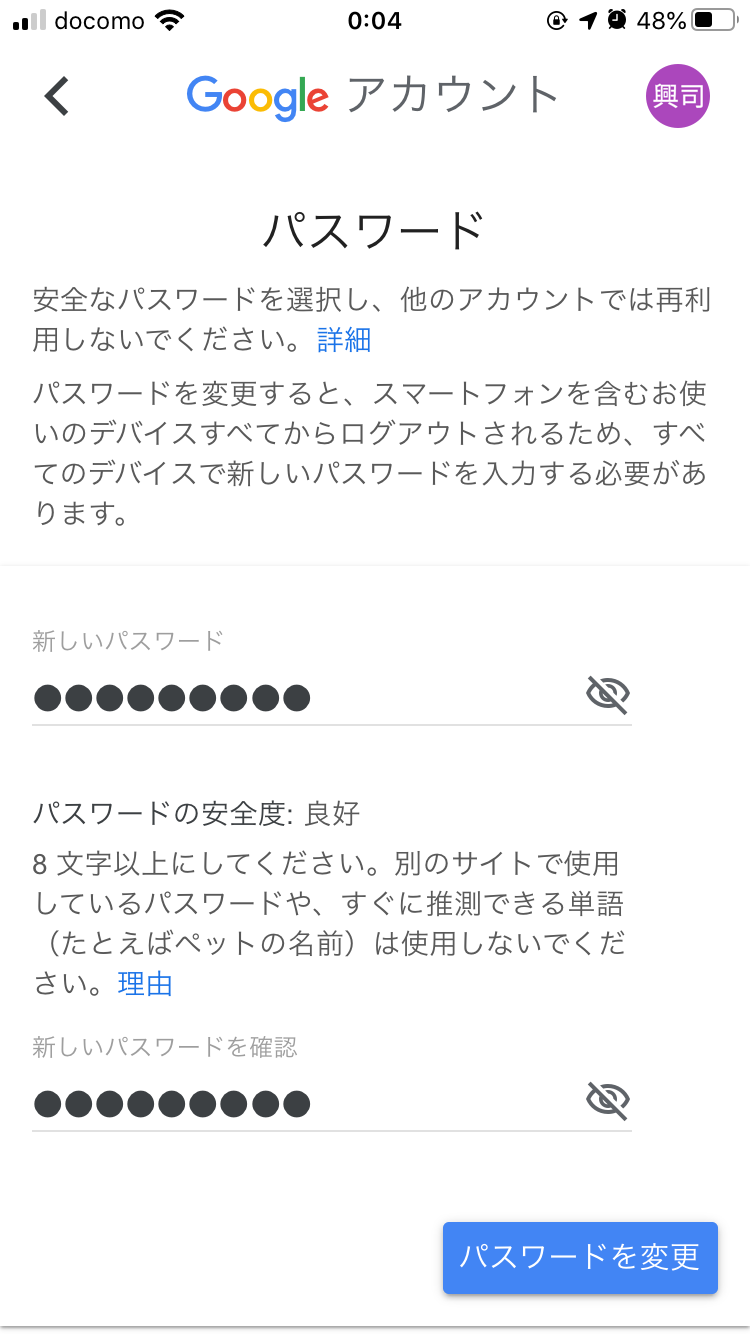 docomo 0:04 48%
Google アカウント 興司
パスワード
安全なパスワードを選択し、他のアカウントでは再利
用しないでください。詳細
パスワードを変更すると、スマートフォンを含むお使
いのデバイスすべてからログアウトされるため、すべ
てのデバイスで新しいパスワードを入力する必要があ
ります。
新しいパスワード
●●●●●●●●●
パスワードの安全度: 良好
8 文字以上にしてください。別のサイトで使用
しているパスワードや、すぐに推測できる単語
（たとえばペットの名前）は使用しないでくだ
さい。理由
新しいパスワードを確認
●●●●●●●●●
パスワードを変更